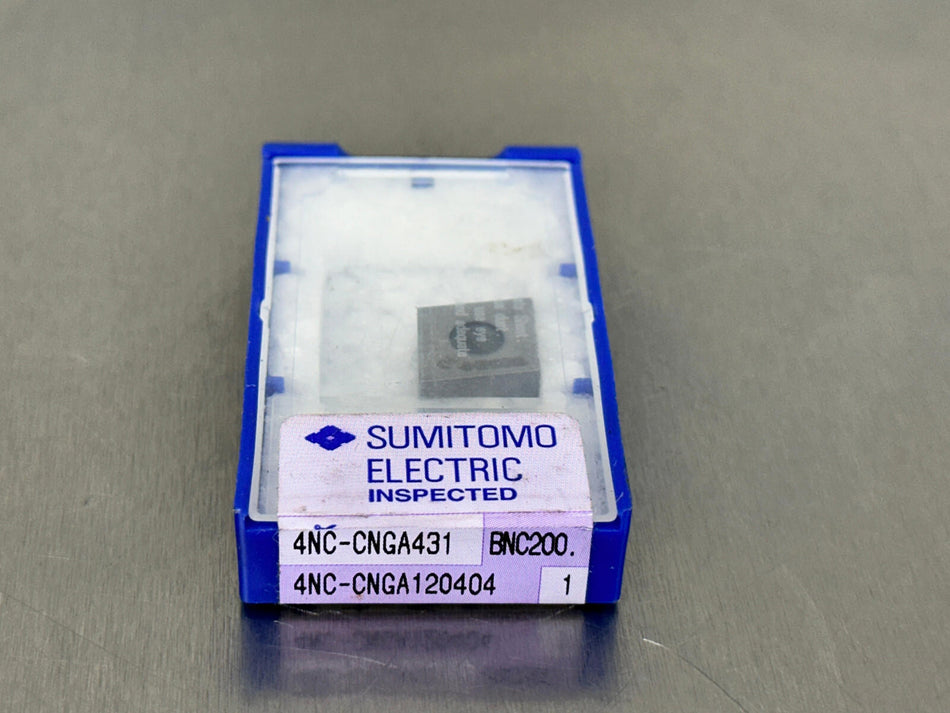 SUMITOMO
ELECTRIC
INSPECTED
4NC-CNGA431 BNC200.
4NC-CNGA120404 1